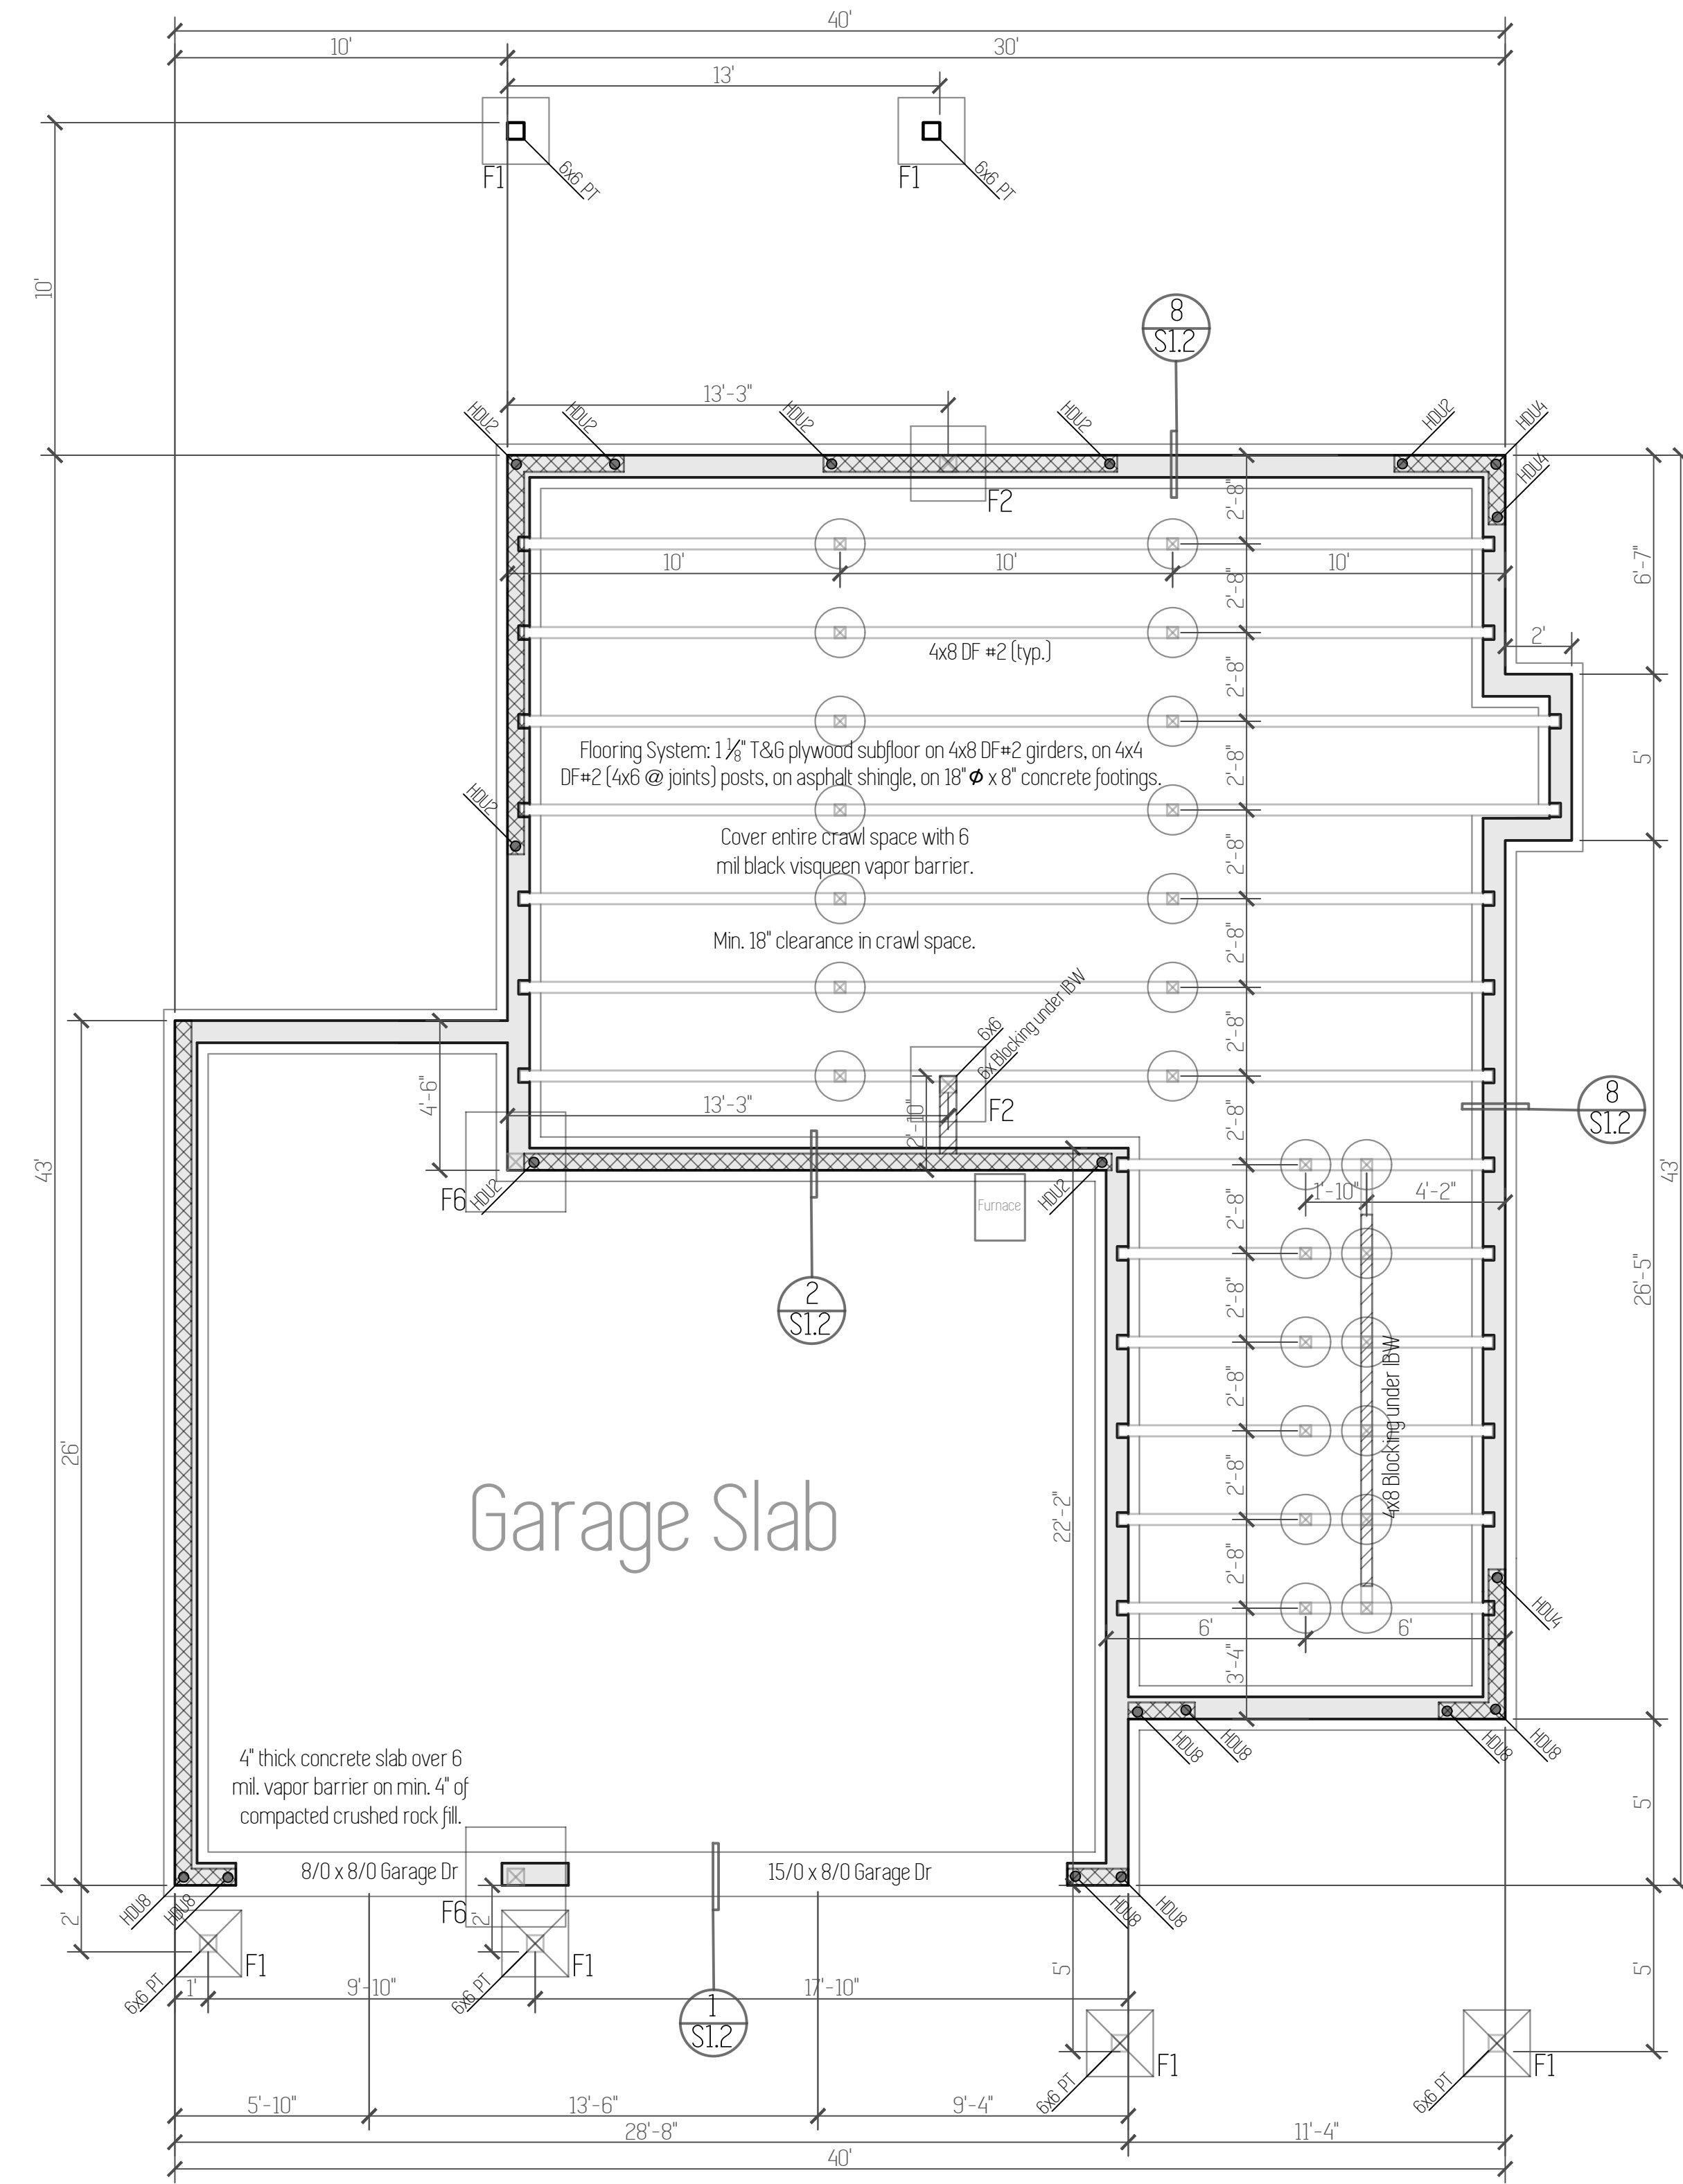 40'
10'
30'
13'
F1
6x6 PT
F1
6x6 PT
10'
8
S1.2
13'-3"
HDU2
HDU2
HDU2
HDU2
HDU2
HDU4
HDU4
F2
2'-8"
10'
10'
10'
2'-8"
6'-7"
4x8 DF #2 (typ.)
2'
2'-8"
Flooring System: 1 1/8" T&G plywood subfloor on 4x8 DF#2 girders, on 4x4
DF#2 (4x6 @ joints) posts, on asphalt shingle, on 18" Φ x 8" concrete footings.
2'-8"
5'
HDU2
Cover entire crawl space with 6
mil black visqueen vapor barrier.
2'-8"
Min. 18" clearance in crawl space.
2'-8"
6x6
6x Blocking under IBW
2'-8"
4'-6"
13'-3"
2'-10"
F2
2'-8"
8
S1.2
43'
43'
F6
HDU2
Furnace
HDU2
1'-10"
4'-2"
2'-8"
2
S1.2
2'-8"
26'-5"
4x8 Blocking under IBW
2'-8"
26'
Garage Slab
22'-2"
2'-8"
2'-8"
6'
6'
HDU4
3'-4"
HDU8
HDU8
HDU8
HDU8
4" thick concrete slab over 6
mil. vapor barrier on min. 4" of
compacted crushed rock fill.
5'
8/0 x 8/0 Garage Dr
15/0 x 8/0 Garage Dr
HDU8
HDU8
F6
2'
2'
HDU8
HDU8
F1
F1
6x6 PT
1'
9'-10"
6x6 PT
17'-10"
5'
5'
1
S1.2
F1
6x6 PT
F1
6x6 PT
5'-10"
13'-6"
9'-4"
28'-8"
11'-4"
40'